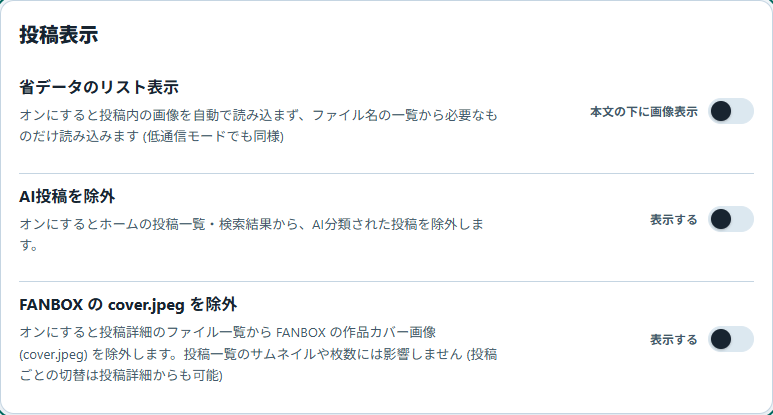 投稿表示
省データのリスト表示
オンにすると投稿内の画像を自動で読み込まず、ファイル名の一覧から必要なも
のだけ読み込みます (低通信モードでも同様)
本文の下に画像表示
AI投稿を除外
オンにするとホームの投稿一覧・検索結果から、AI分類された投稿を除外しま
す。
表示する
FANBOX の cover.jpeg を除外
オンにすると投稿詳細のファイル一覧から FANBOX の作品カバー画像
(cover.jpeg) を除外します。投稿一覧のサムネイルや枚数には影響しません (投稿
ごとの切替は投稿詳細からも可能)
表示する